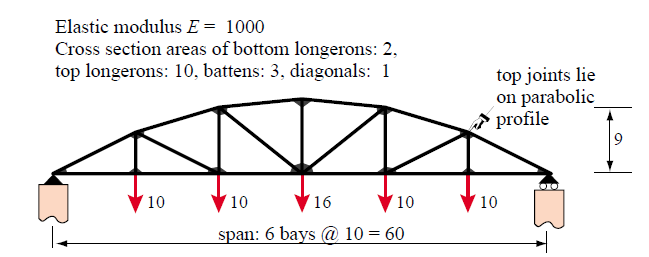 Elastic modulus E = 1000
Cross section areas of bottom longerons: 2,
top longerons: 10, battens: 3, diagonals: 1
top joints lie
on parabolic
profile
9
10
10
16
10
10
span: 6 bays @ 10 = 60